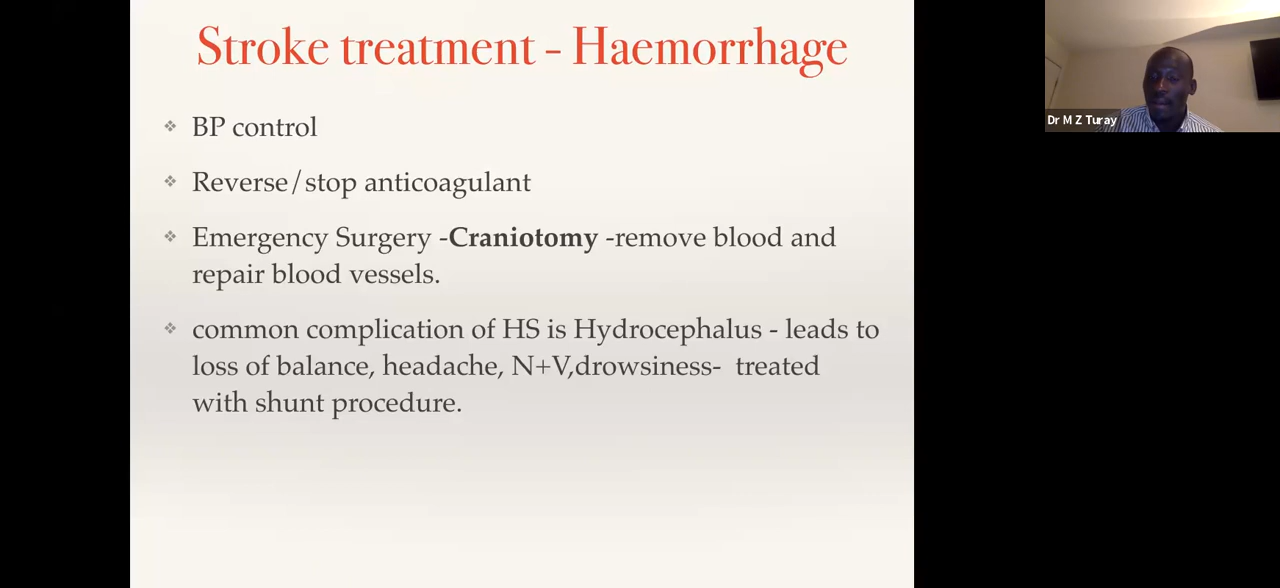 Stroke treatment - Haemorrhage
❖ BP control
❖ Reverse/stop anticoagulant
❖ Emergency Surgery -Craniotomy -remove blood and
repair blood vessels.
❖ common complication of HS is Hydrocephalus - leads to
loss of balance, headache, N+V,drowsiness- treated
with shunt procedure.
Dr M Z Turay